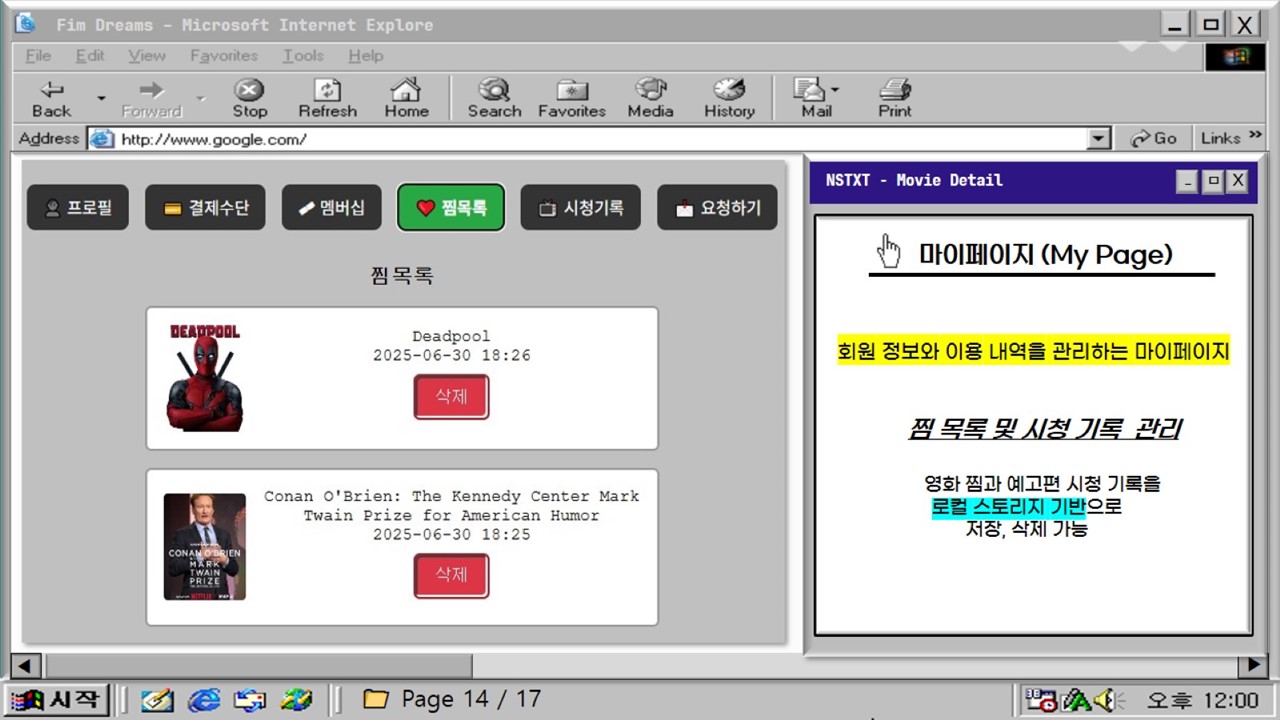 Fim Dreams - Microsoft Internet Explore
File Edit View Favorites Tools Help
Back Forward Stop Refresh Home Search Favorites Media History Mail Print
Address http://www.google.com/ Go Links »
프로필 결제수단 멤버십 찜목록 시청기록 요청하기
찜목록
DEADPOOL
Deadpool
2025-06-30 18:26
삭제
CONAN O'BRIEN
MARK
TWAIN
PRIZE
NETFLIX
Conan O'Brien: The Kennedy Center Mark
Twain Prize for American Humor
2025-06-30 18:25
삭제
NSTXT - Movie Detail
마이페이지 (My Page)
회원 정보와 이용 내역을 관리하는 마이페이지
찜 목록 및 시청 기록 관리
영화 찜과 예고편 시청 기록을
로컬 스토리지 기반으로
저장, 삭제 가능
시작 Page 14 / 17 오후 12:00